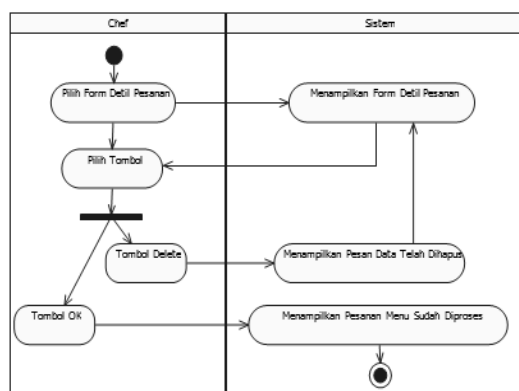 Chef
Sistem
Pilih Form Detil Pesanan
Menampilkan Form Detil Pesanan
Pilih Tombol
Tombol Delete
Menampilkan Pesan Data Telah Dihapus
Tombol OK
Menampilkan Pesanan Menu Sudah Diproses